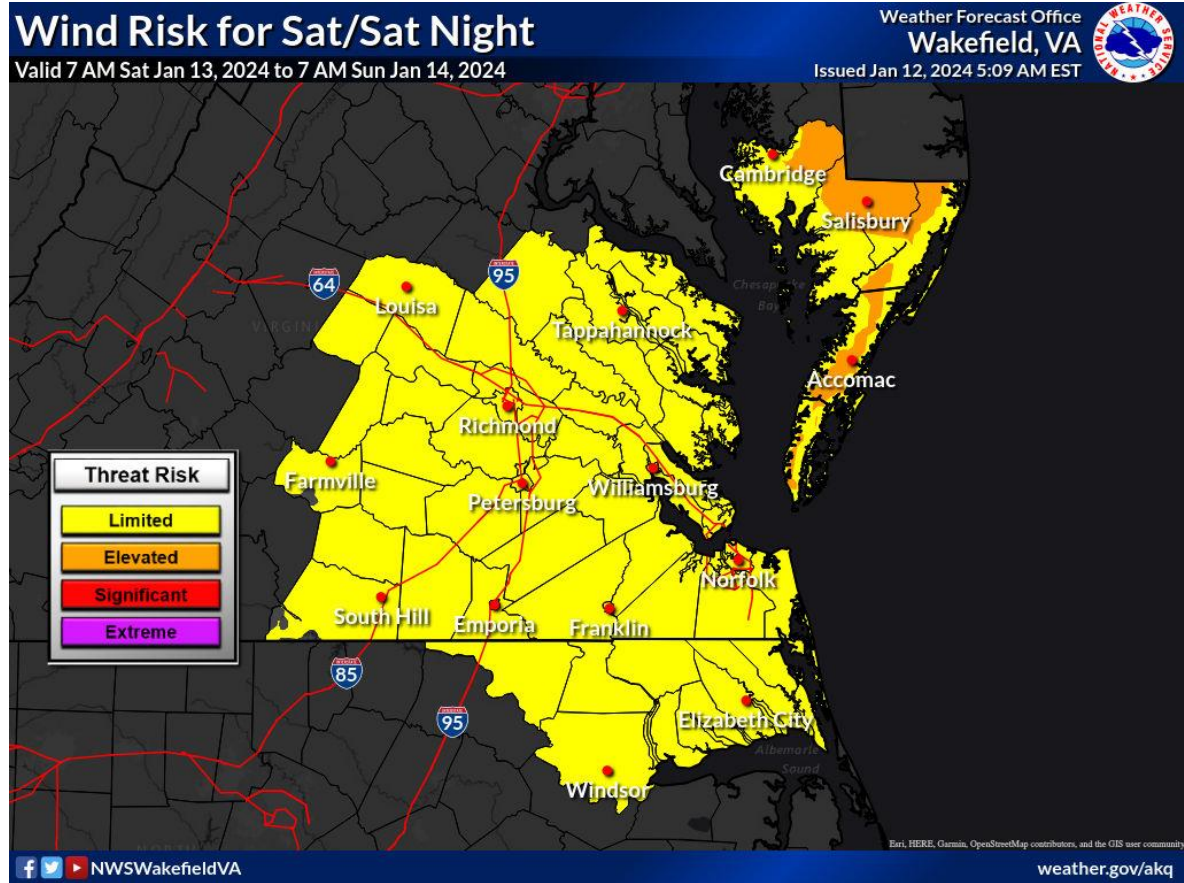 Wind Risk for Sat/Sat Night
Valid 7 AM Sat Jan 13, 2024 to 7 AM Sun Jan 14, 2024
Weather Forecast Office
Wakefield, VA
Issued Jan 12, 2024 5:09 AM EST
NATIONAL WEATHER SERVICE
Cambridge
Salisbury
64
95
Louisa
Chesapeake
Bay
VIRGINI
Tappahannock
Accomac
Richmond
Threat Risk
Limited
Elevated
Significant
Extreme
Farmville
Petersburg
Williamsburg
Norfolk
South Hill
Emporia
Franklin
85
95
Elizabeth City
Albemarle
Sound
Windsor
Esri, HERE, Garmin, OpenStreetMap contributors, and the GIS user community
NWSWakefieldVA
weather.gov/akq